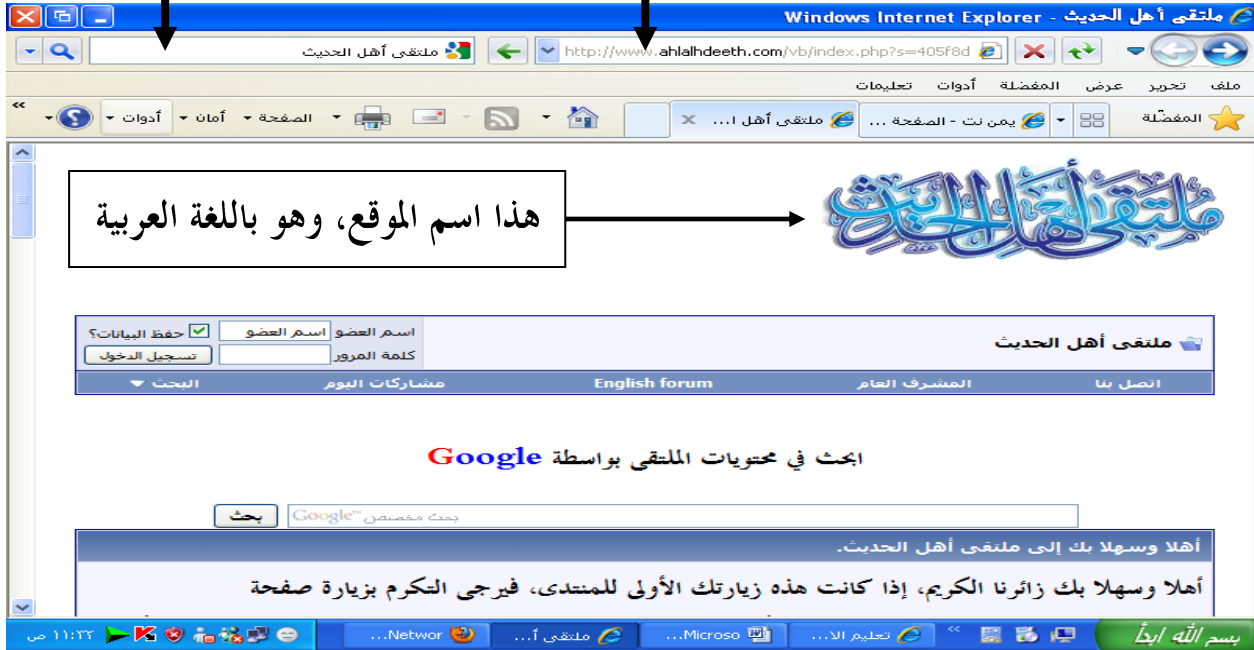 ملتقى أهل الحديث - Windows Internet Explorer
http://www.ahlalhdeeth.com/vb/index.php?s=405f8d
ملتقى أهل الحديث
ملف تحرير عرض المفضلة أدوات تعليمات
المفضّلة
يمن نت - الصفحة ...
ملتقى أهل ا...
الصفحة
أمان
أدوات
ملتقى أهل الحديث
هذا اسم الموقع، وهو باللغة العربية
ملتقى أهل الحديث
اسم العضو اسم العضو حفظ البيانات؟
كلمة المرور تسجيل الدخول
اتصل بنا المشرف العام English forum مشاركات اليوم البحث
ابحث في محتويات الملتقى بواسطة Google
بحث مخصص Google™ بحث
أهلا وسهلا بك إلى ملتقى أهل الحديث.
أهلا وسهلا بك زائرنا الكريم، إذا كانت هذه زيارتك الأولى للمنتدى، فيرجى التكرم بزيارة صفحة
بسم الله ابدأ
تعليم الا...
Microso...
ملتقى أ...
Networ...
١١:٢٢ ص